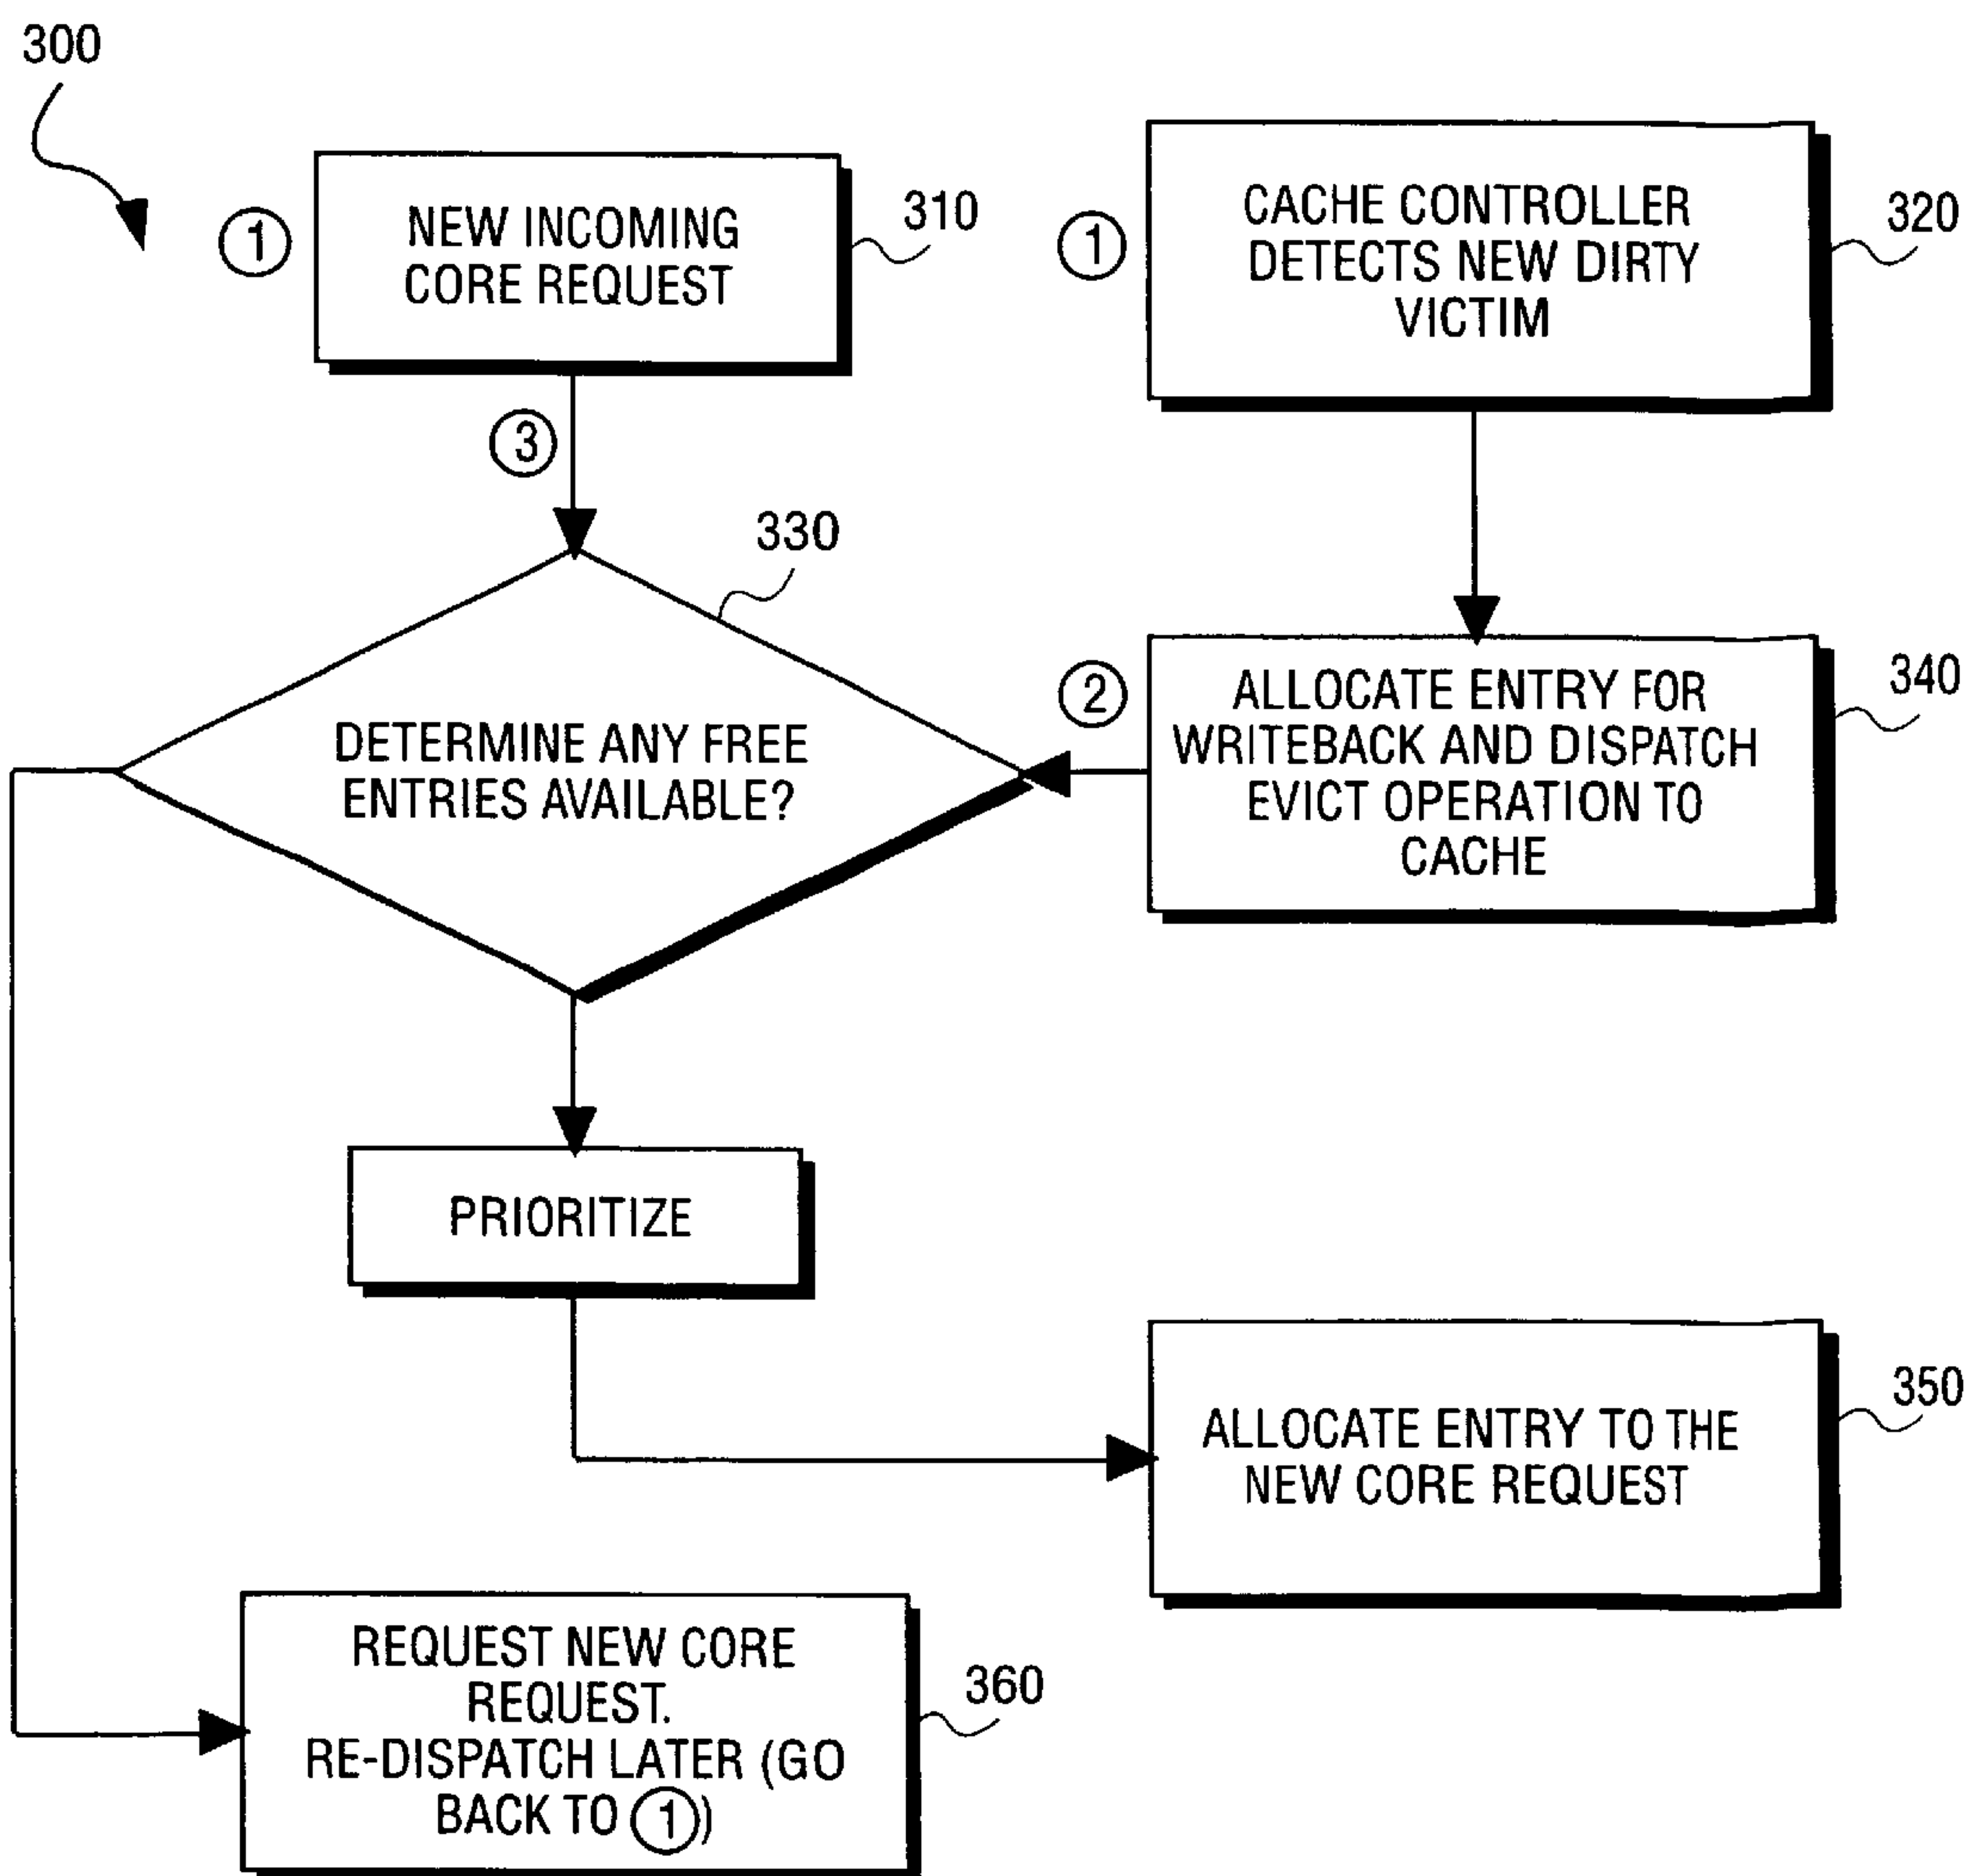 300
1
NEW INCOMING
CORE REQUEST
310
1
CACHE CONTROLLER
DETECTS NEW DIRTY
VICTIM
320
3
330
DETERMINE ANY FREE
ENTRIES AVAILABLE?
2
ALLOCATE ENTRY FOR
WRITEBACK AND DISPATCH
EVICT OPERATION TO
CACHE
340
PRIORITIZE
ALLOCATE ENTRY TO THE
NEW CORE REQUEST
350
REQUEST NEW CORE
REQUEST.
RE-DISPATCH LATER (GO
BACK TO 1)
360